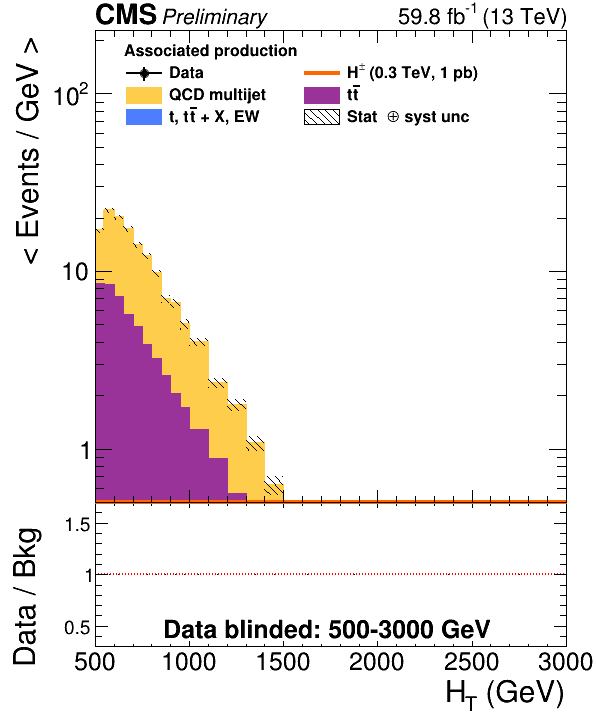 CMS Preliminary 59.8 fb⁻¹ (13 TeV)
Associated production
Data H± (0.3 TeV, 1 pb)
QCD multijet tt̄
t, tt̄ + X, EW Stat ⊕ syst unc
< Events / GeV >
10²
10
1
Data / Bkg
1.5
1
0.5
Data blinded: 500-3000 GeV
500 1000 1500 2000 2500 3000
H_T (GeV)